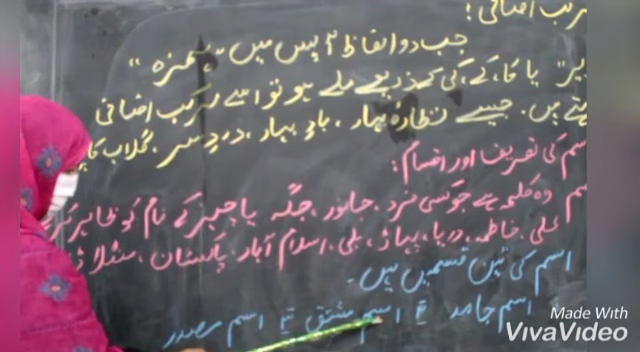 مرکب اضافی:
جب دو الفاظ آپس میں "ہمزہ"
"زیر" یا کا، کے، کی کے ذریعے ملے ہو تو اسے مرکب اضافی
کہتے ہیں۔ جیسے نظارۂ بہار، بادِ بہار، دردِ سر، گلاب کا
اسم کی تعریف اور اقسام:
اسم وہ کلمہ ہے جو کسی فرد، جانور، جگہ یا چیز کے نام کو ظاہر کرے
علی، فاطمہ، دریا، پہاڑ، بلی، اسلام آباد، پاکستان، مثلاً
اسم کی تین قسمیں ہیں۔
اسم جامد اسم مشتق اسم مصدر
Made With
VivaVideo